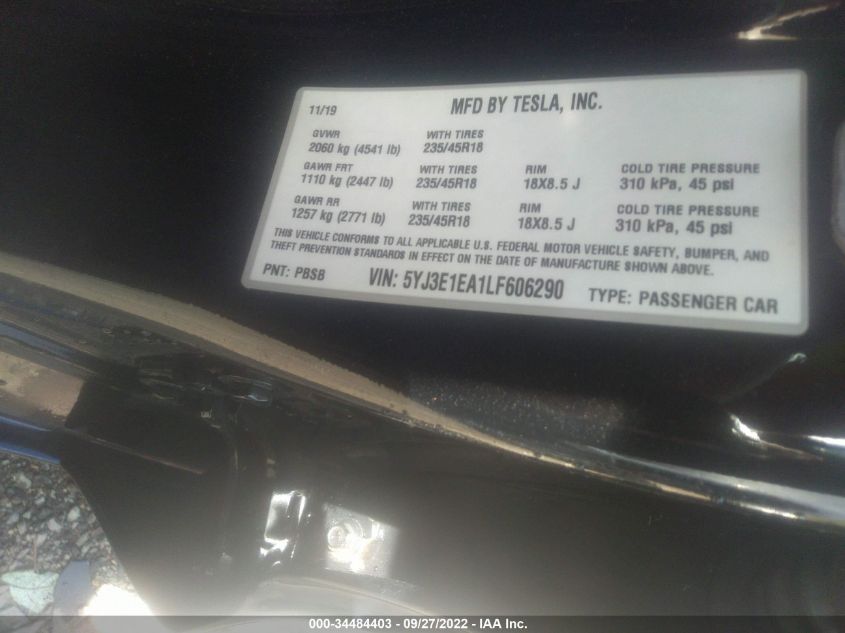 11/19 MFD BY TESLA, INC.
GVWR WITH TIRES
2060 kg (4541 lb) 235/45R18
GAWR FRT WITH TIRES RIM COLD TIRE PRESSURE
1110 kg (2447 lb) 235/45R18 18X8.5 J 310 kPa, 45 psi
GAWR RR WITH TIRES RIM COLD TIRE PRESSURE
1257 kg (2771 lb) 235/45R18 18X8.5 J 310 kPa, 45 psi
THIS VEHICLE CONFORMS TO ALL APPLICABLE U.S. FEDERAL MOTOR VEHICLE SAFETY, BUMPER, AND
THEFT PREVENTION STANDARDS IN EFFECT ON THE DATE OF MANUFACTURE SHOWN ABOVE.
PNT: PBSB VIN: 5YJ3E1EA1LF606290 TYPE: PASSENGER CAR
000-34484403 - 09/27/2022 - IAA Inc.